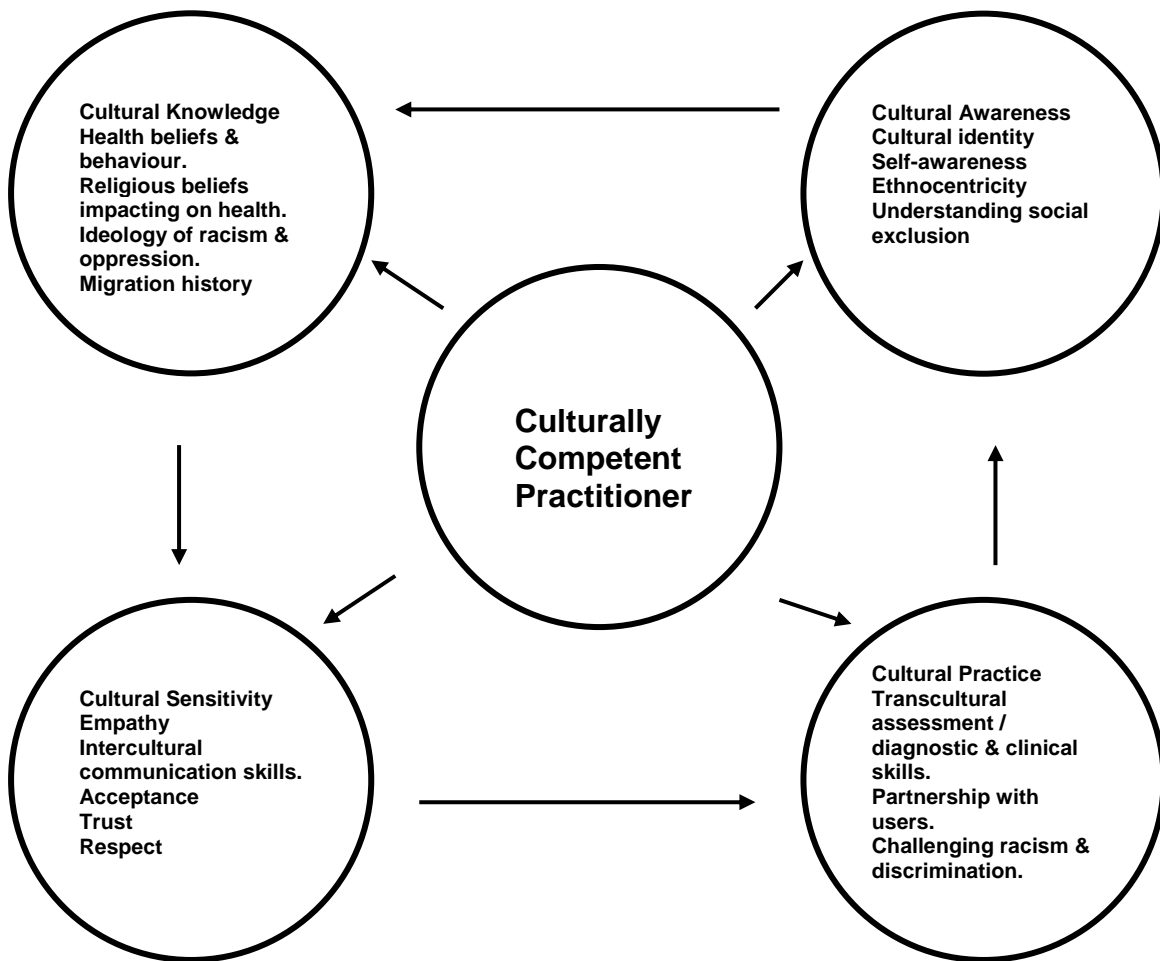 Cultural Knowledge
Health beliefs &
behaviour.
Religious beliefs
impacting on health.
Ideology of racism &
oppression.
Migration history
Cultural Awareness
Cultural identity
Self-awareness
Ethnocentricity
Understanding social
exclusion
Culturally
Competent
Practitioner
Cultural Sensitivity
Empathy
Intercultural
communication skills.
Acceptance
Trust
Respect
Cultural Practice
Transcultural
assessment /
diagnostic & clinical
skills.
Partnership with
users.
Challenging racism &
discrimination.